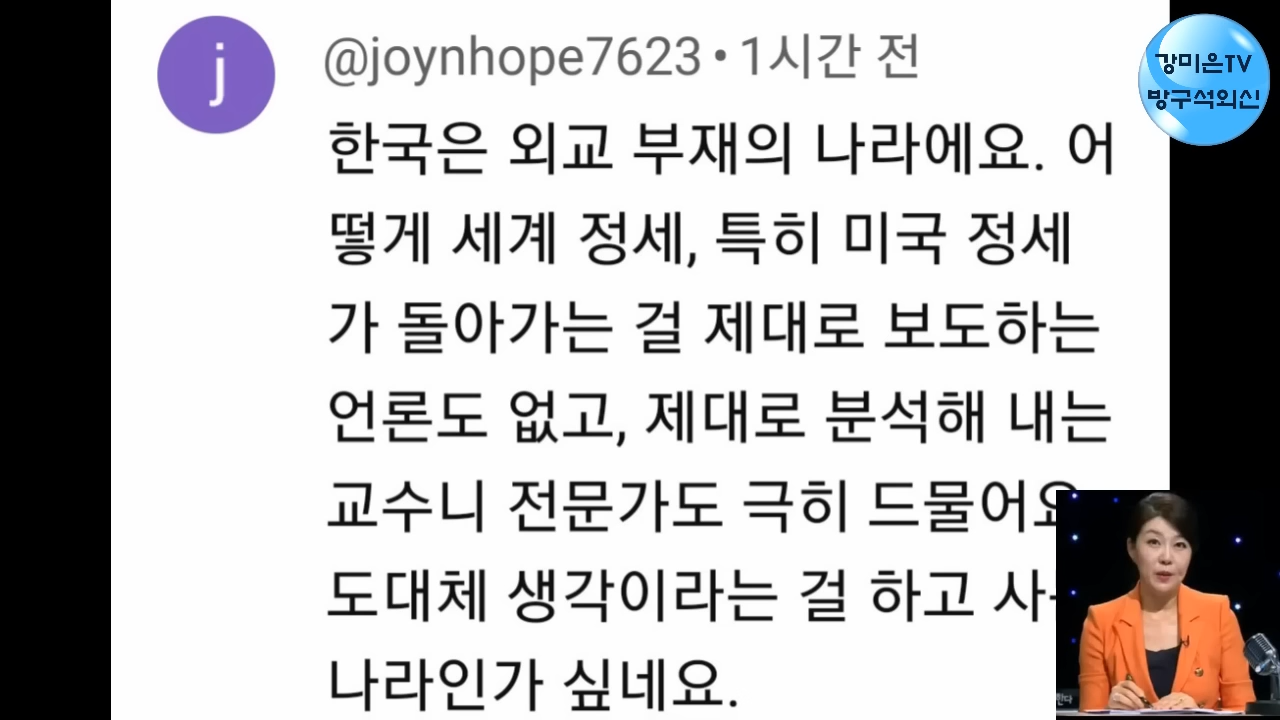 j
@joynhope7623 • 1시간 전
강미은TV
방구석외신
한국은 외교 부재의 나라에요. 어
떻게 세계 정세, 특히 미국 정세
가 돌아가는 걸 제대로 보도하는
언론도 없고, 제대로 분석해 내는
교수니 전문가도 극히 드물어요
도대체 생각이라는 걸 하고
나라인가 싶네요.